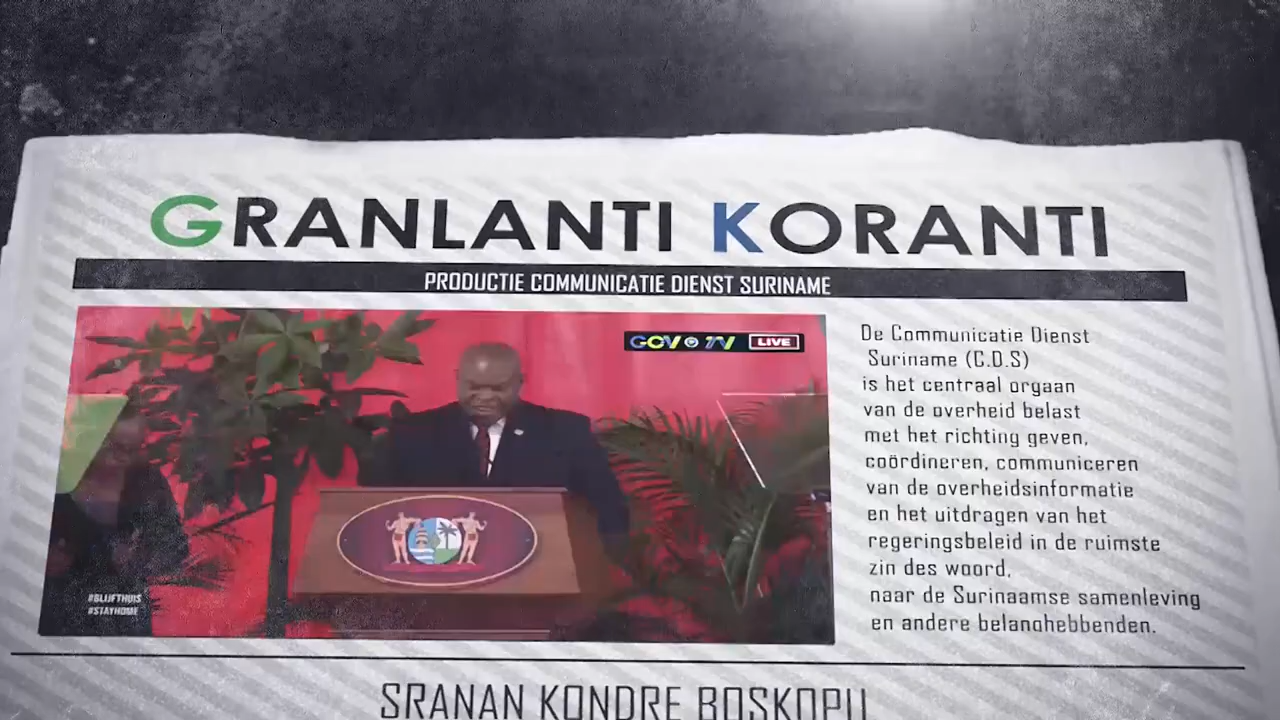 GRANLANTI KORANTI
PRODUCTIE COMMUNICATIE DIENST SURINAME
GOV TV LIVE
De Communicatie Dienst
Suriname (C.D.S)
is het centraal orgaan
van de overheid belast
met het richting geven,
coördineren, communiceren
van de overheidsinformatie
en het uitdragen van het
regeringsbeleid in de ruimste
zin des woord,
naar de Surinaamse samenleving
en andere belanghebbenden.
#BLIJFTHUIS
#STAYHOME
SRANAN KONDRE BOSKOPU